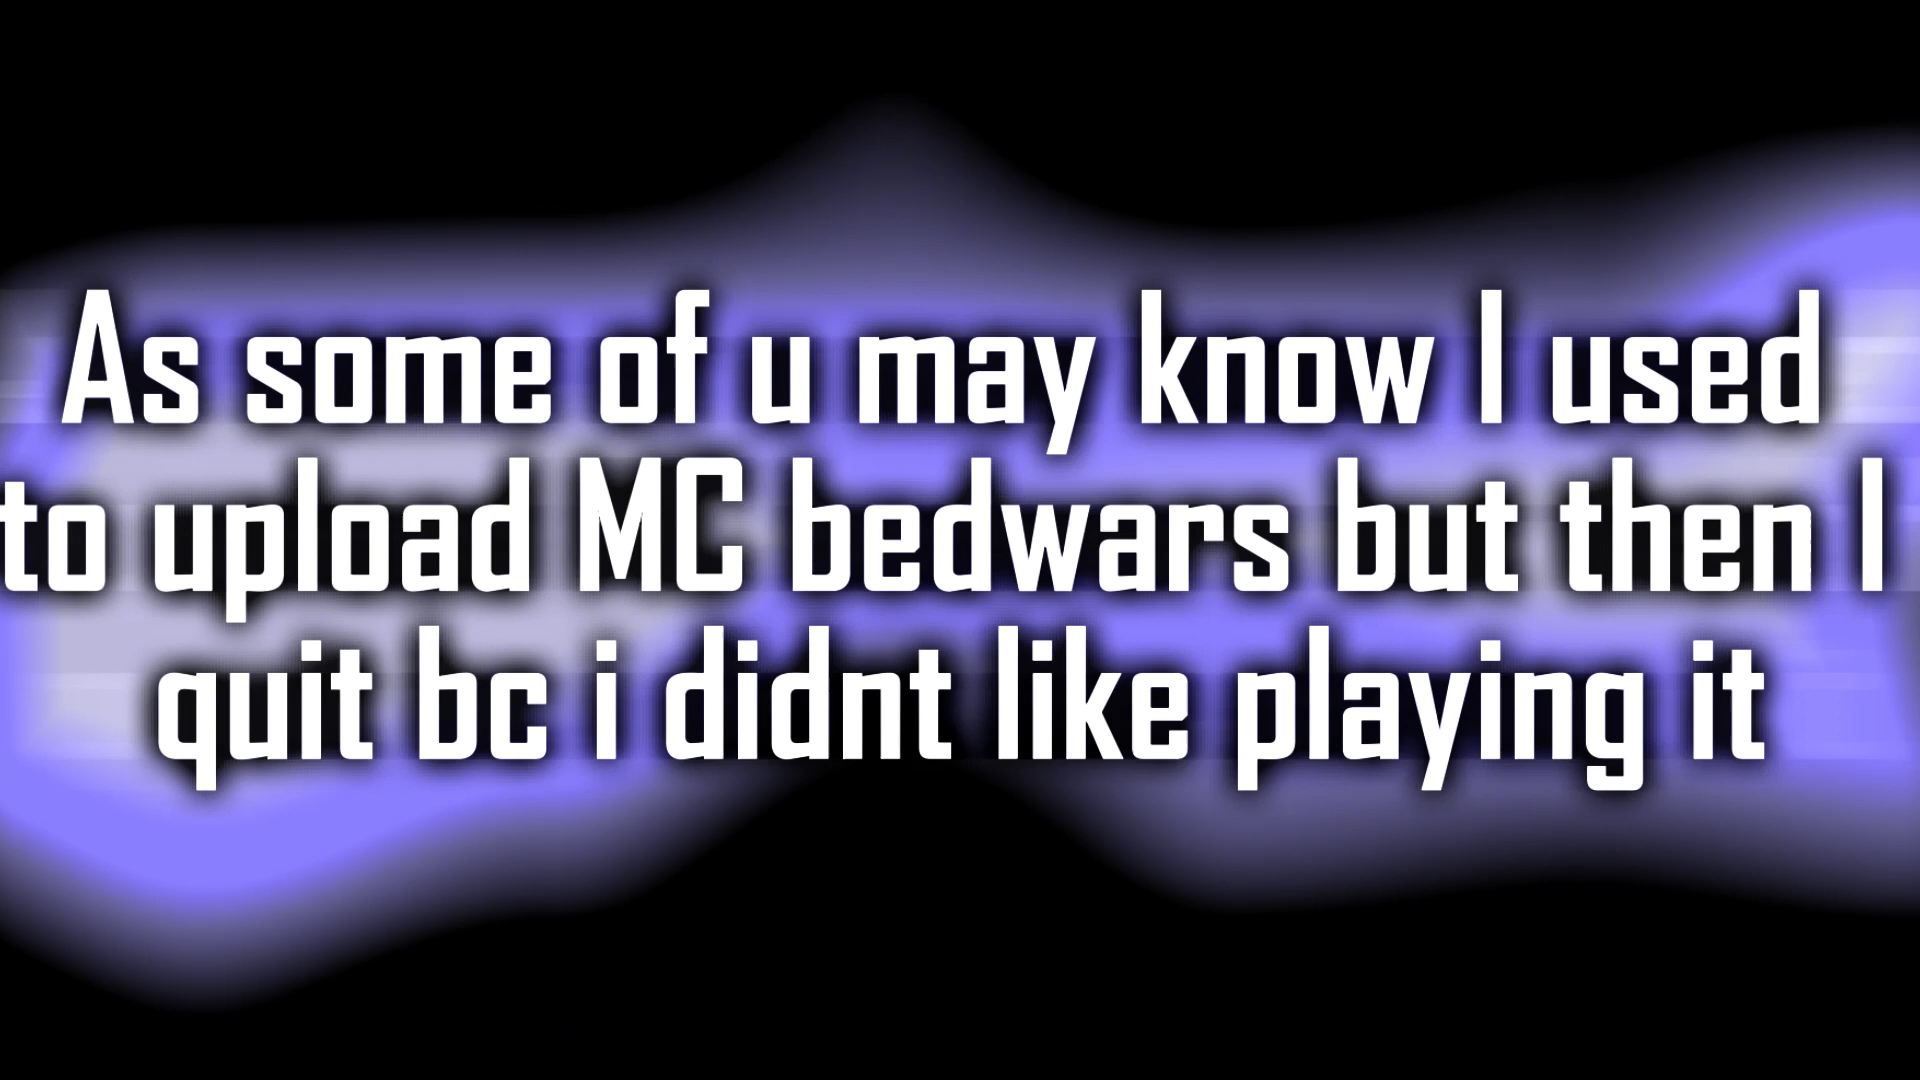 As some of u may know I used
to upload MC bedwars but then I
quit bc i didnt like playing it